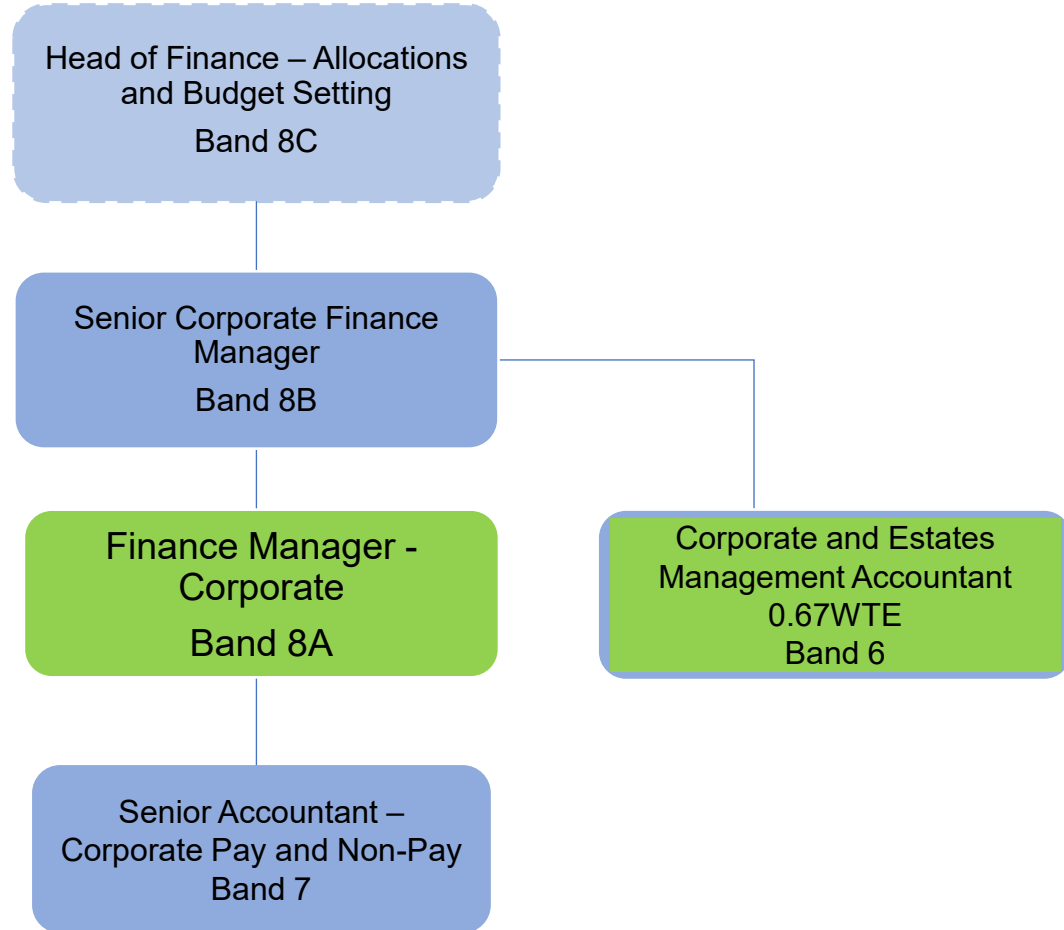 Head of Finance – Allocations
and Budget Setting
Band 8C
Senior Corporate Finance
Manager
Band 8B
Finance Manager -
Corporate
Band 8A
Corporate and Estates
Management Accountant
0.67WTE
Band 6
Senior Accountant –
Corporate Pay and Non-Pay
Band 7